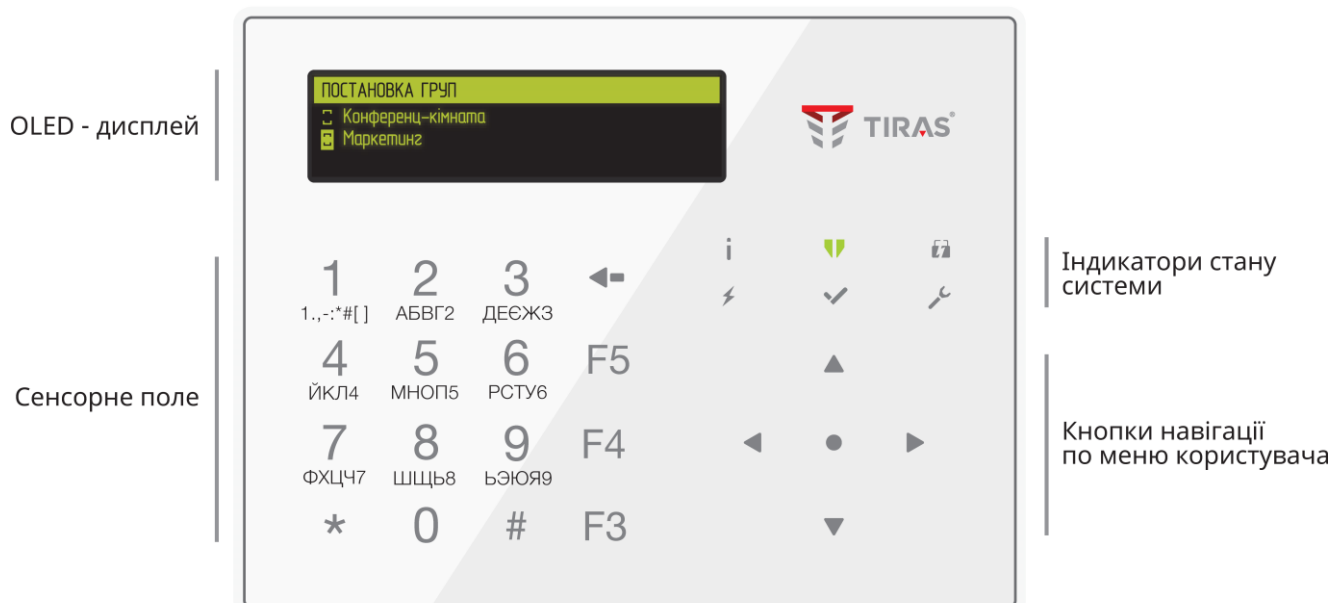 OLED - дисплей
ПОСТАНОВКА ГРУП
Конференц-кімната
Маркетинг
TIRAS®
Сенсорне поле
1 2 3
1.,-:*#[ ] АБВГ2 ДЕЄЖЗ
4 5 6 F5
ЙКЛ4 МНОП5 РСТУ6
7 8 9 F4
ФХЦЧ7 ШЩЬ8 ЬЭЮЯ9
* 0 # F3
i
Індикатори стану
системи
Кнопки навігації
по меню користувача